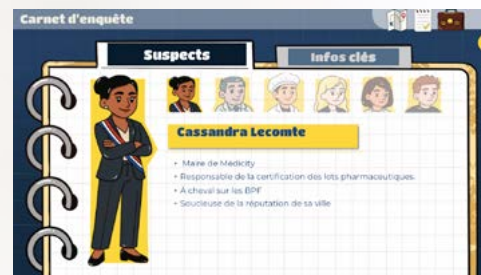 Carnet d'enquête
Suspects
Infos clés
Cassandra Lecomte
• Maire de Médicity
• Responsable de la certification des lots pharmaceutiques.
• À cheval sur les BPF
• Soucieuse de la réputation de sa ville